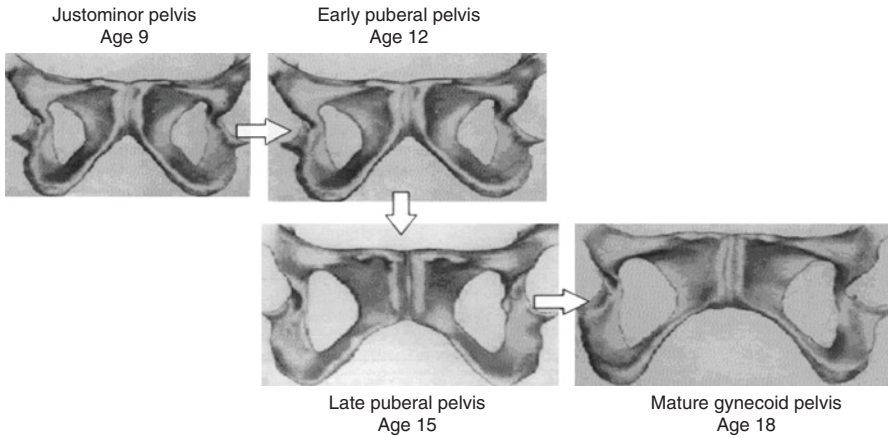 Justominor pelvis
Age 9
Early puberal pelvis
Age 12
Late puberal pelvis
Age 15
Mature gynecoid pelvis
Age 18